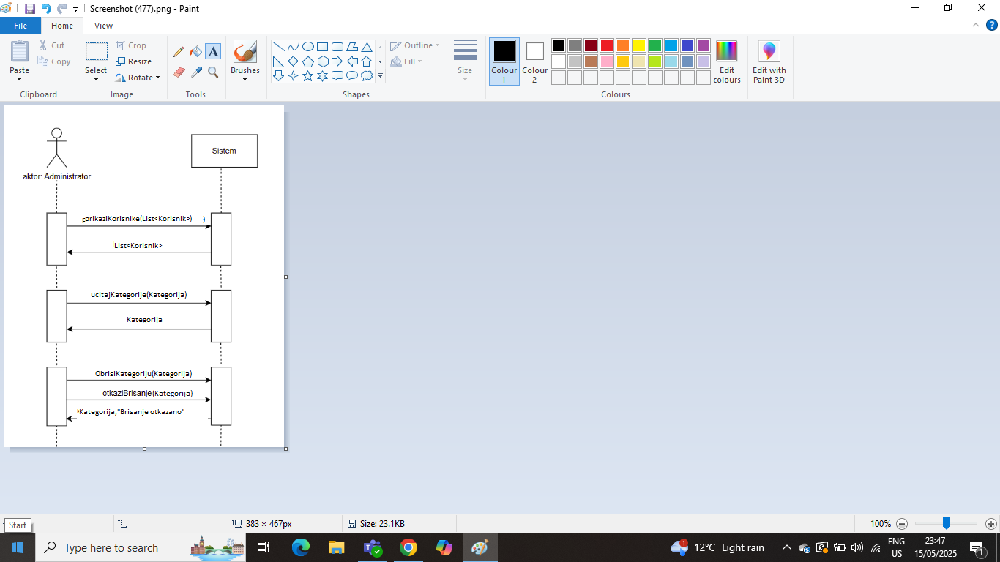 Screenshot (477).png - Paint
File Home View
Paste
Cut
Copy
Clipboard
Select
Crop
Resize
Rotate
Image
Tools
Brushes
Shapes
Outline
Fill
Size
Colour 1
Colour 2
Edit colours
Colours
Edit with Paint 3D
Sistem
aktor: Administrator
prikaziKorisnike(List<Korisnik>) )
List<Korisnik>
ucitajKategorije(Kategorija)
Kategorija
ObrisiKategoriju(Kategorija)
otkaziBrisanje(Kategorija)
Kategorija,"Brisanje otkazano"
Start
383 × 467px
Size: 23.1KB
100%
Type here to search
1
12°C Light rain
ENG
US
23:47
15/05/2025
1